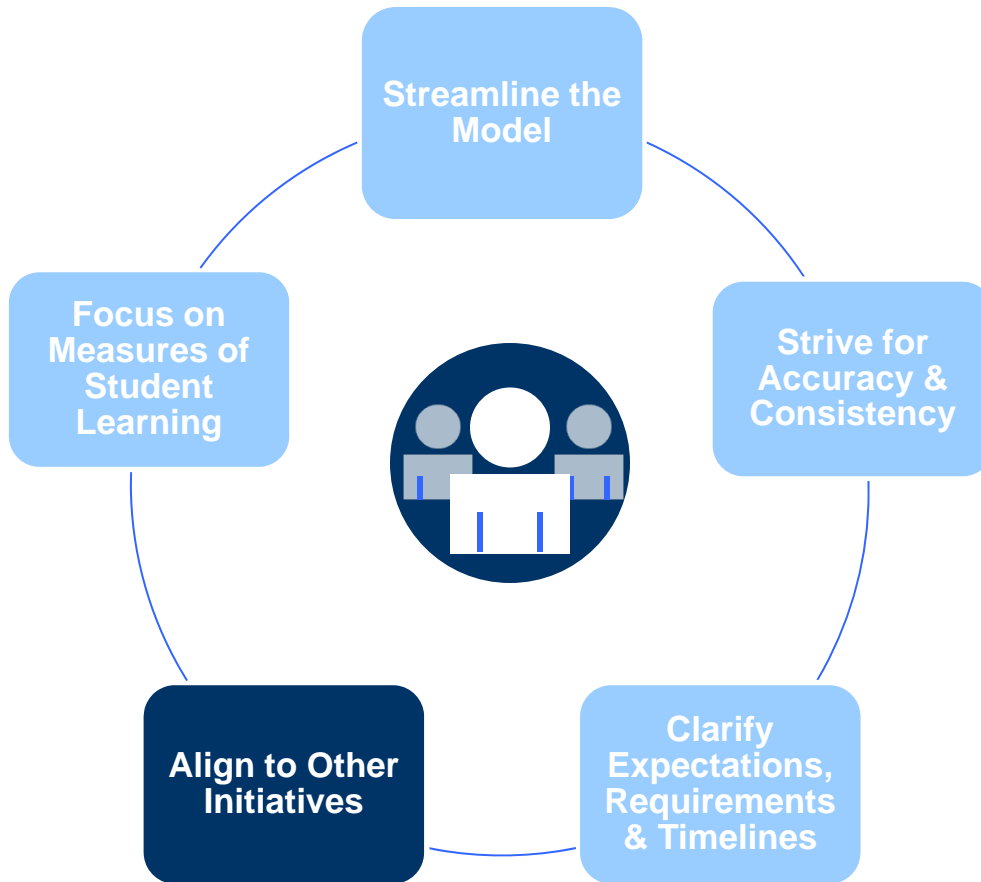 Streamline the
Model
Strive for
Accuracy &
Consistency
Clarify
Expectations,
Requirements
& Timelines
Align to Other
Initiatives
Focus on
Measures of
Student
Learning